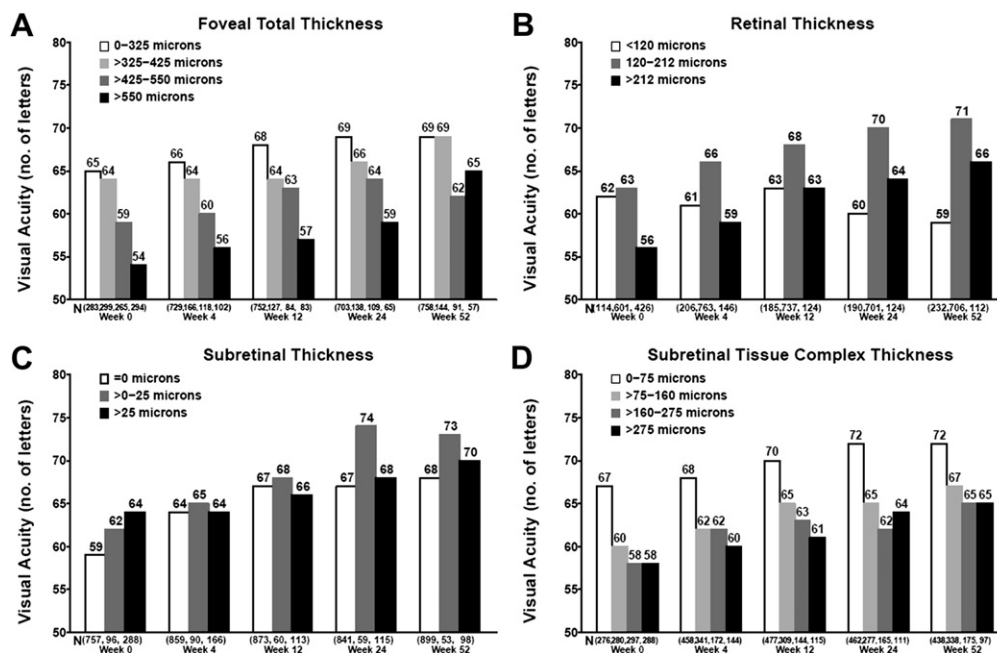 A
Foveal Total Thickness
0–325 microns
>325–425 microns
>425–550 microns
>550 microns
Visual Acuity (no. of letters)
80
75
70
65
60
55
50
65 64 59 54
66 64 60 56
68 64 63 57
69 66 64 59
69 69 62 65
N (283,299,265,294) (729,166,118,102) (752,127, 84, 83) (703,138,109, 65) (758,144, 91, 57)
Week 0 Week 4 Week 12 Week 24 Week 52
B
Retinal Thickness
<120 microns
120–212 microns
>212 microns
Visual Acuity (no. of letters)
80
75
70
65
60
55
50
62 63 56
61 66 59
63 68 63
60 70 64
59 71 66
N(114,601, 426) (206,763, 146) (185,737, 124) (190,701, 124) (232,706, 112)
Week 0 Week 4 Week 12 Week 24 Week 52
C
Subretinal Thickness
=0 microns
>0–25 microns
>25 microns
Visual Acuity (no. of letters)
80
75
70
65
60
55
50
59 62 64
64 65 64
67 68 66
67 74 68
68 73 70
N(757, 96, 288) (859, 90, 166) (873, 60, 113) (841, 59, 115) (899, 53, 98)
Week 0 Week 4 Week 12 Week 24 Week 52
D
Subretinal Tissue Complex Thickness
0–75 microns
>75–160 microns
>160–275 microns
>275 microns
Visual Acuity (no. of letters)
80
75
70
65
60
55
50
67 60 58 58
68 62 62 60
70 65 63 61
72 65 62 64
72 67 65 65
N (276,280,297,288) (458,341,172,144) (477,309,144,115) (462,277,165,111) (438,338, 175, 97)
Week 0 Week 4 Week 12 Week 24 Week 52